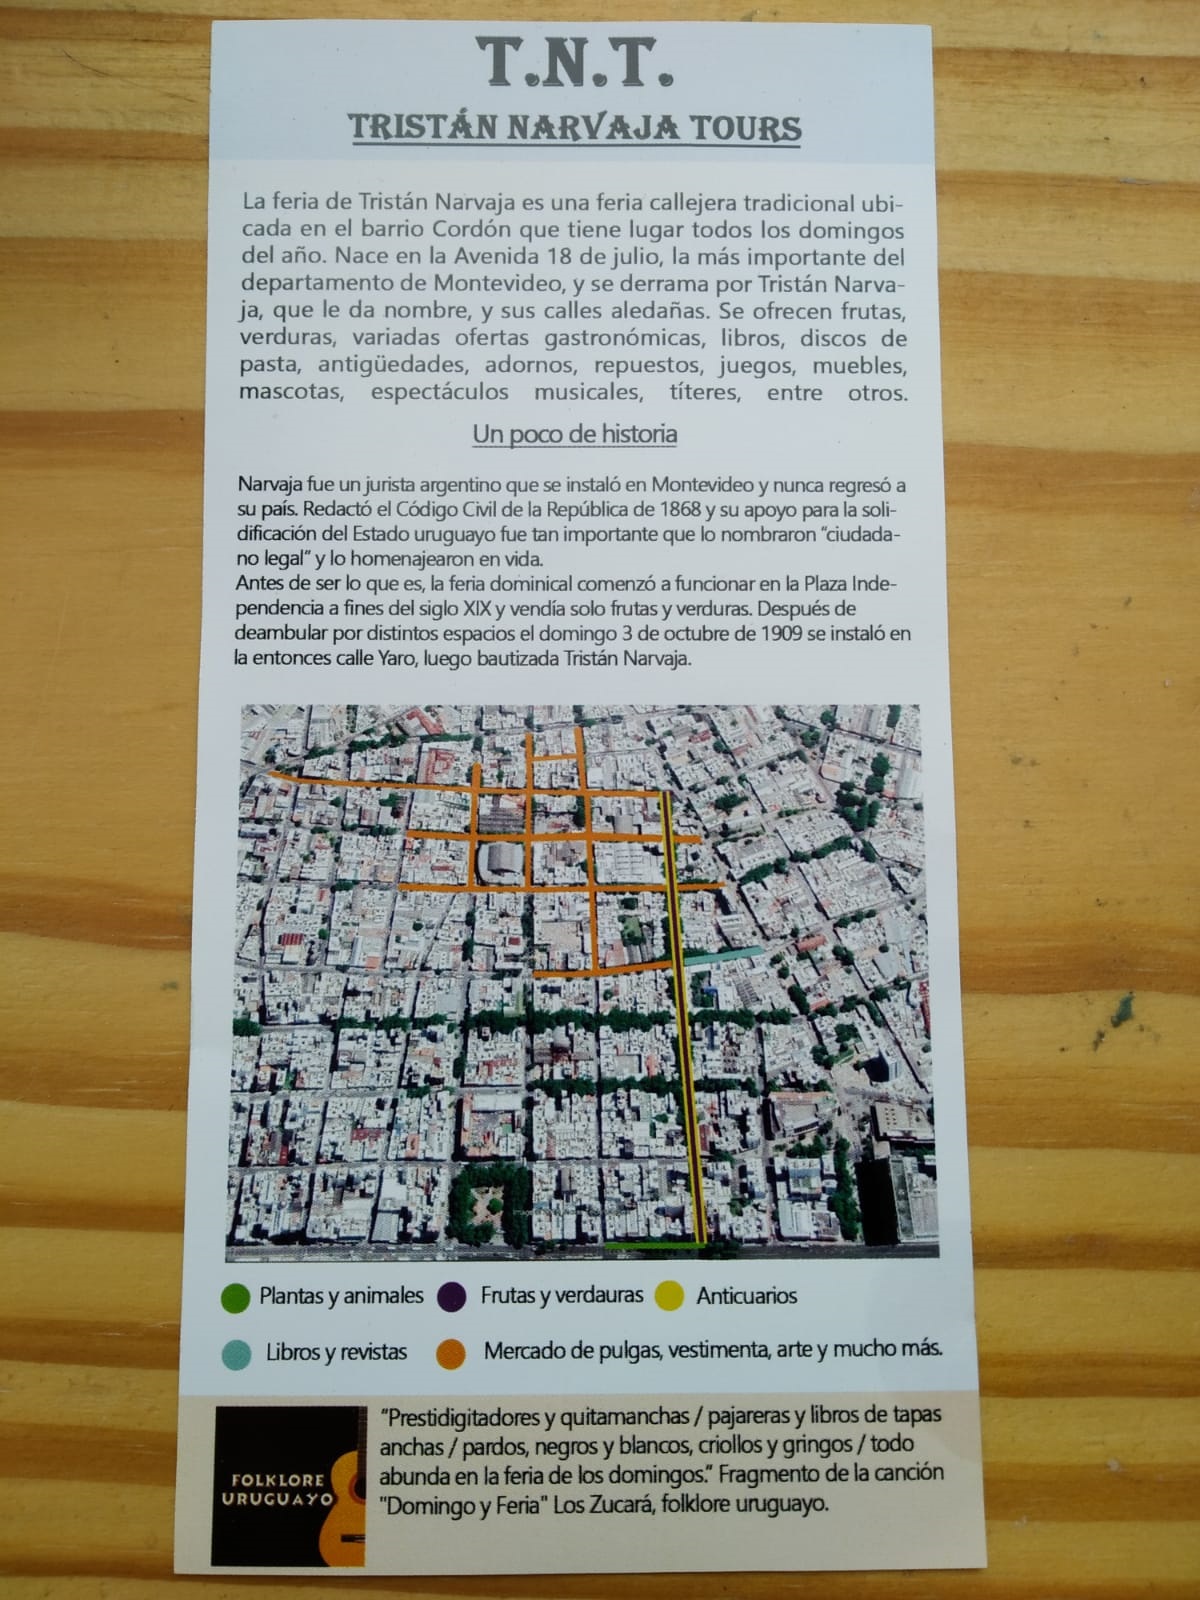 T.N.T.
TRISTÁN NARVAJA TOURS
La feria de Tristán Narvaja es una feria callejera tradicional ubi-
cada en el barrio Cordón que tiene lugar todos los domingos
del año. Nace en la Avenida 18 de julio, la más importante del
departamento de Montevideo, y se derrama por Tristán Narva-
ja, que le da nombre, y sus calles aledañas. Se ofrecen frutas,
verduras, variadas ofertas gastronómicas, libros, discos de
pasta, antigüedades, adornos, repuestos, juegos, muebles,
mascotas, espectáculos musicales, títeres, entre otros.
Un poco de historia
Narvaja fue un jurista argentino que se instaló en Montevideo y nunca regresó a
su país. Redactó el Código Civil de la República de 1868 y su apoyo para la soli-
dificación del Estado uruguayo fue tan importante que lo nombraron "ciudada-
no legal" y lo homenajearon en vida.
Antes de ser lo que es, la feria dominical comenzó a funcionar en la Plaza Inde-
pendencia a fines del siglo XIX y vendía solo frutas y verduras. Después de
deambular por distintos espacios el domingo 3 de octubre de 1909 se instaló en
la entonces calle Yaro, luego bautizada Tristán Narvaja.
Plantas y animales Frutas y verdauras Anticuarios
Libros y revistas Mercado de pulgas, vestimenta, arte y mucho más.
FOLKLORE
URUGUAYO
"Prestidigitadores y quitamanchas / pajareras y libros de tapas
anchas / pardos, negros y blancos, criollos y gringos / todo
abunda en la feria de los domingos." Fragmento de la canción
"Domingo y Feria" Los Zucará, folklore uruguayo.